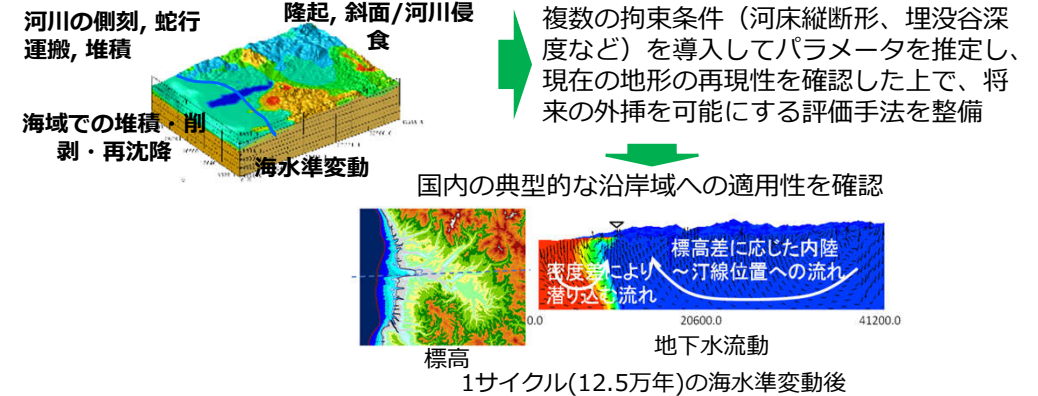 河川の側刻, 蛇行
運搬, 堆積
隆起, 斜面/河川侵
食
海域での堆積・削
剥・再沈降
海水準変動
複数の拘束条件（河床縦断形、埋没谷深
度など）を導入してパラメータを推定し、
現在の地形の再現性を確認した上で、将
来の外挿を可能にする評価手法を整備
国内の典型的な沿岸域への適用性を確認
密度差により
潜り込む流れ
標高差に応じた内陸
～汀線位置への流れ
0.0
20600.0
41200.0
標高
地下水流動
1サイクル(12.5万年)の海水準変動後